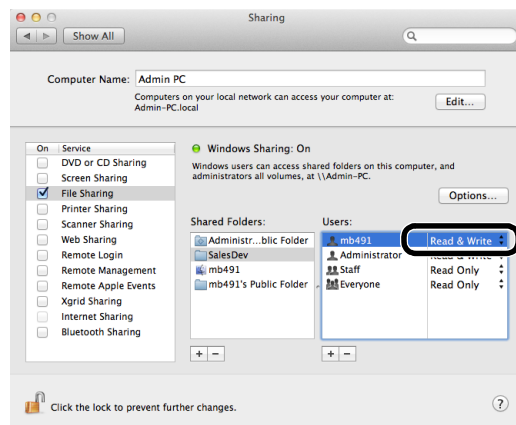 Sharing
Show All
Computer Name: Admin PC
Computers on your local network can access your computer at:
Admin-PC.local
Edit...
On Service
DVD or CD Sharing
Screen Sharing
File Sharing
Printer Sharing
Scanner Sharing
Web Sharing
Remote Login
Remote Management
Remote Apple Events
Xgrid Sharing
Internet Sharing
Bluetooth Sharing
Windows Sharing: On
Windows users can access shared folders on this computer, and
administrators all volumes, at \\Admin-PC.
Options...
Shared Folders:
Administr...blic Folder
SalesDev
mb491
mb491's Public Folder
+ −
Users:
mb491 Read & Write
Administrator Read & Write
Staff Read Only
Everyone Read Only
+ −
Click the lock to prevent further changes.
?